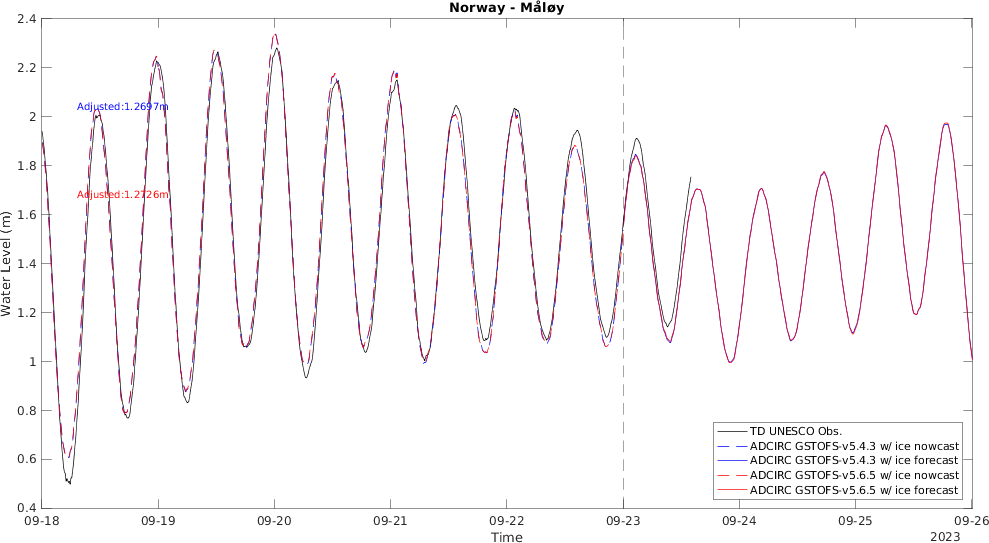 Norway - Måløy
2.4
2.2
2
1.8
1.6
1.4
1.2
1
0.8
0.6
0.4
Water Level (m)
Adjusted:1.2697m
Adjusted:1.2726m
TD UNESCO Obs.
ADCIRC GSTOFS-v5.4.3 w/ ice nowcast
ADCIRC GSTOFS-v5.4.3 w/ ice forecast
ADCIRC GSTOFS-v5.6.5 w/ ice nowcast
ADCIRC GSTOFS-v5.6.5 w/ ice forecast
09-18 09-19 09-20 09-21 09-22 09-23 09-24 09-25 09-26
Time
2023